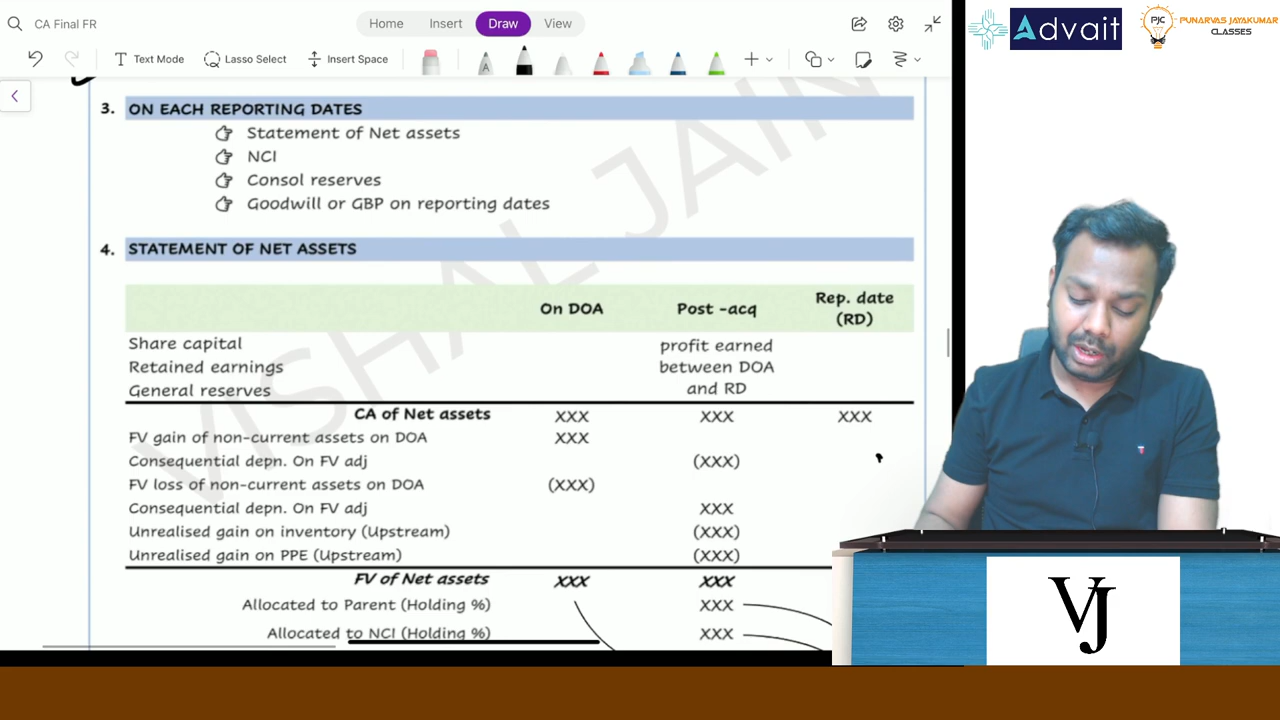 CA Final FR
Home Insert Draw View
Advait
PJC
PUNARVAS JAYAKUMAR
CLASSES
Text Mode Lasso Select Insert Space
A
3. ON EACH REPORTING DATES
Statement of Net assets
NCI
Consol reserves
Goodwill or GBP on reporting dates
4. STATEMENT OF NET ASSETS
On DOA Post -acq Rep. date (RD)
Share capital profit earned
Retained earnings between DOA
General reserves and RD
CA of Net assets XXX XXX XXX
FV gain of non-current assets on DOA XXX
Consequential depn. On FV adj (XXX)
FV loss of non-current assets on DOA (XXX)
Consequential depn. On FV adj XXX
Unrealised gain on inventory (Upstream) (XXX)
Unrealised gain on PPE (Upstream) (XXX)
FV of Net assets XXX XXX
Allocated to Parent (Holding %) XXX
Allocated to NCI (Holding %) XXX
VISHAL JAIN
VJ